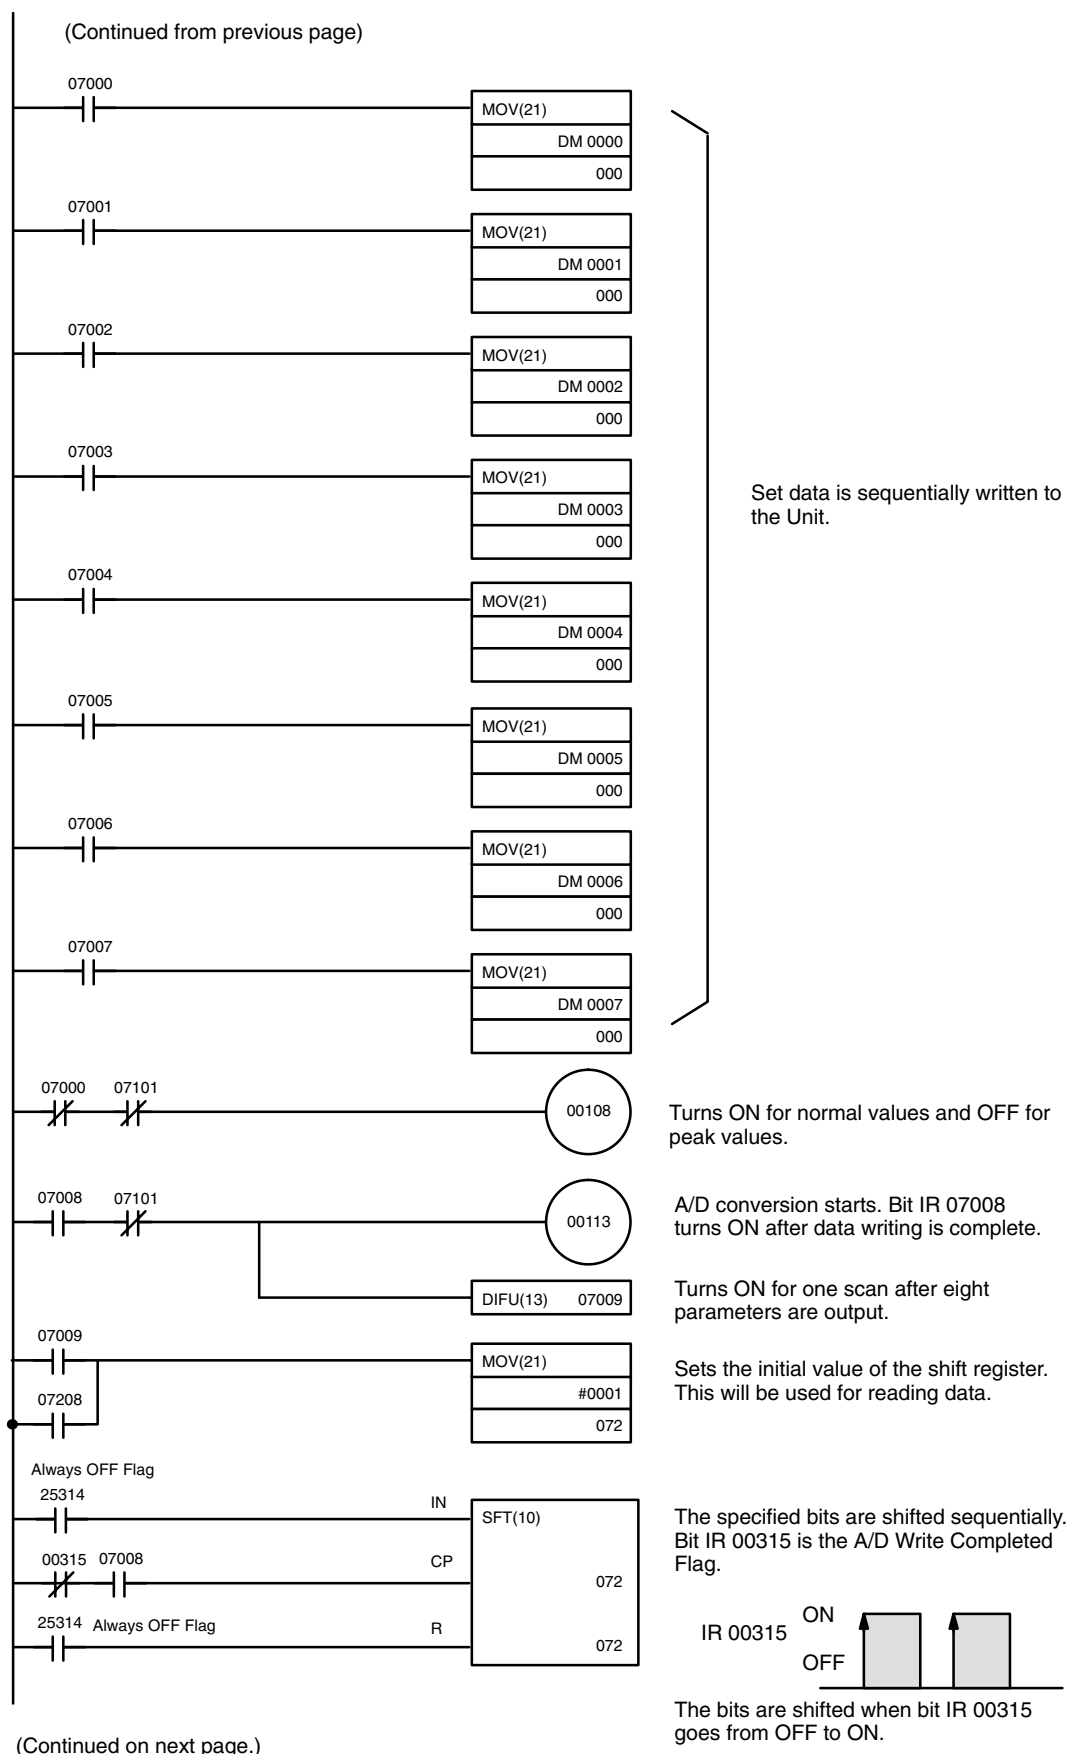 (Continued from previous page)
07000
MOV(21)
DM 0000
000
07001
MOV(21)
DM 0001
000
07002
MOV(21)
DM 0002
000
07003
MOV(21)
DM 0003
000
Set data is sequentially written to
the Unit.
07004
MOV(21)
DM 0004
000
07005
MOV(21)
DM 0005
000
07006
MOV(21)
DM 0006
000
07007
MOV(21)
DM 0007
000
07000 07101
00108
Turns ON for normal values and OFF for
peak values.
07008 07101
00113
A/D conversion starts. Bit IR 07008
turns ON after data writing is complete.
DIFU(13) 07009
Turns ON for one scan after eight
parameters are output.
07009
MOV(21)
#0001
072
07208
Sets the initial value of the shift register.
This will be used for reading data.
Always OFF Flag
25314
IN
SFT(10)
00315 07008
CP
072
25314 Always OFF Flag
R
072
The specified bits are shifted sequentially.
Bit IR 00315 is the A/D Write Completed
Flag.
IR 00315
ON
OFF
The bits are shifted when bit IR 00315
goes from OFF to ON.
(Continued on next page.)